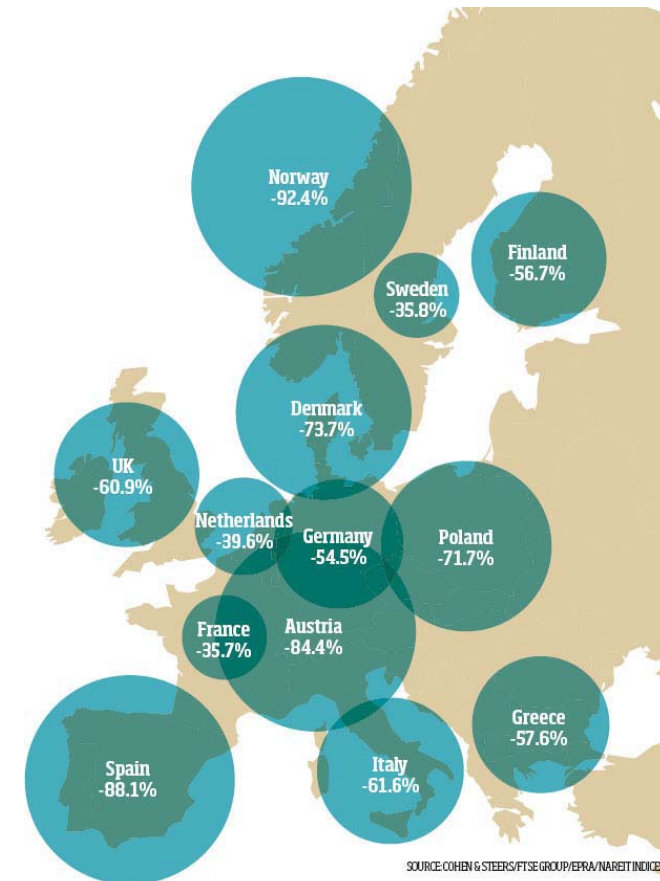 Norway
-92.4%
Finland
-56.7%
Sweden
-35.8%
Denmark
-73.7%
UK
-60.9%
Netherlands
-39.6%
Germany
-54.5%
Poland
-71.7%
France
-35.7%
Austria
-84.4%
Greece
-57.6%
Spain
-88.1%
Italy
-61.6%
SOURCE: COHEN & STEERS/FTSE GROUP/EPRA/NAREIT INDICE